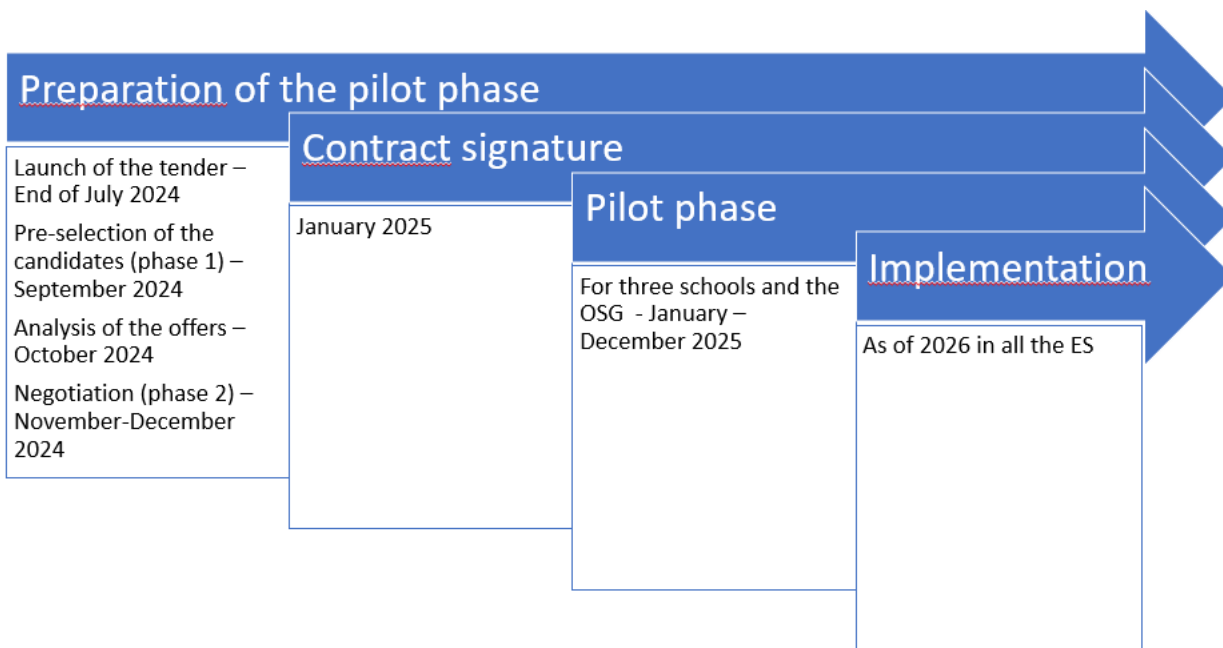 Preparation of the pilot phase
Launch of the tender –
End of July 2024
Pre-selection of the
candidates (phase 1) –
September 2024
Analysis of the offers –
October 2024
Negotiation (phase 2) –
November-December
2024
Contract signature
January 2025
Pilot phase
For three schools and the
OSG  - January –
December 2025
Implementation
As of 2026 in all the ES